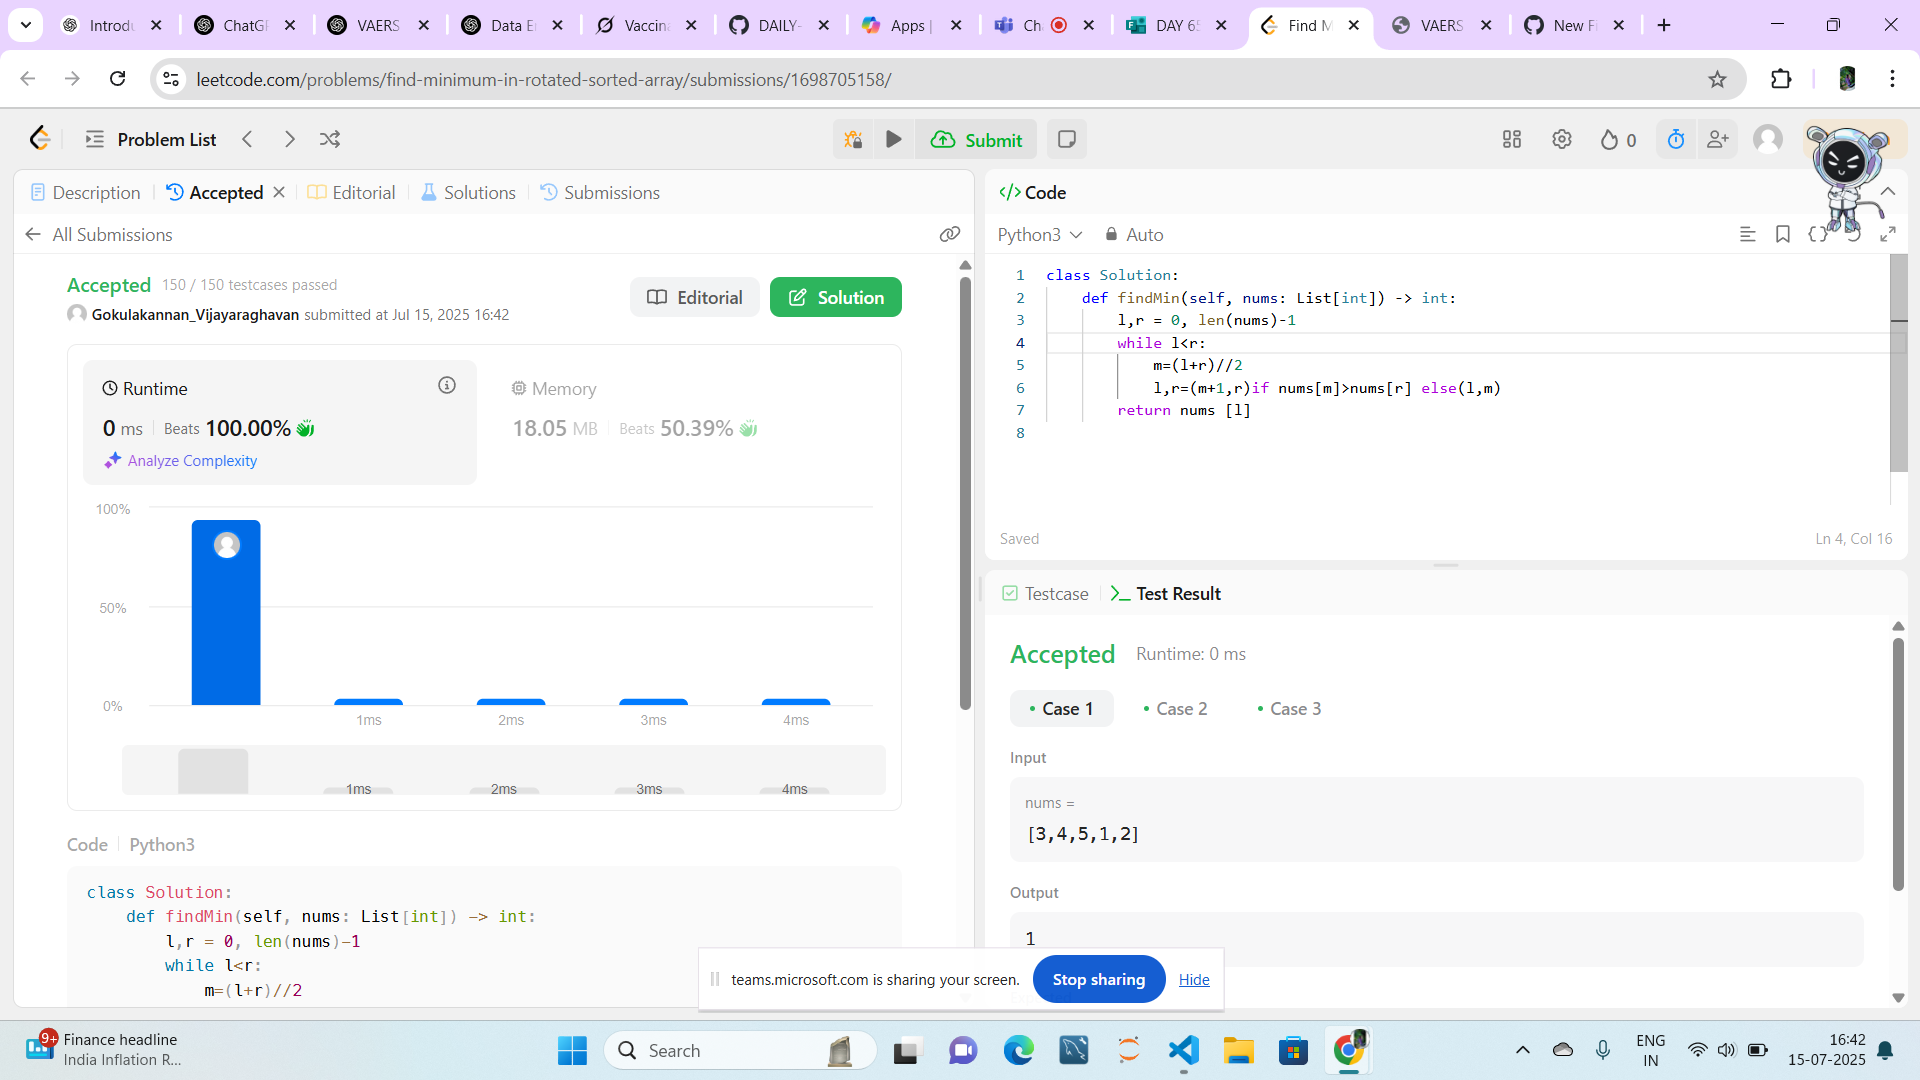 Introdu
ChatGP
VAERS
Data En
Vaccina
DAILY-
Apps |
Cha
DAY 65
Find M
VAERS
New Fi
leetcode.com/problems/find-minimum-in-rotated-sorted-array/submissions/1698705158/
Problem List
Submit
0
Description
Accepted
Editorial
Solutions
Submissions
All Submissions
Accepted 150 / 150 testcases passed
Gokulakannan_Vijayaraghavan submitted at Jul 15, 2025 16:42
Editorial
Solution
Runtime
0 ms Beats 100.00%
Analyze Complexity
Memory
18.05 MB Beats 50.39%
100%
50%
0%
1ms 2ms 3ms 4ms
1ms 2ms 3ms 4ms
Code Python3
class Solution:
    def findMin(self, nums: List[int]) -> int:
        l,r = 0, len(nums)-1
        while l<r:
            m=(l+r)//2
</> Code
Python3 Auto
1 class Solution:
2     def findMin(self, nums: List[int]) -> int:
3         l,r = 0, len(nums)-1
4         while l<r:
5             m=(l+r)//2
6             l,r=(m+1,r)if nums[m]>nums[r] else(l,m)
7         return nums [l]
8
Saved Ln 4, Col 16
Testcase >_ Test Result
Accepted Runtime: 0 ms
Case 1 Case 2 Case 3
Input
nums =
[3,4,5,1,2]
Output
1
teams.microsoft.com is sharing your screen. Stop sharing Hide
9+
Finance headline
India Inflation R...
Search
ENG
IN
16:42
15-07-2025